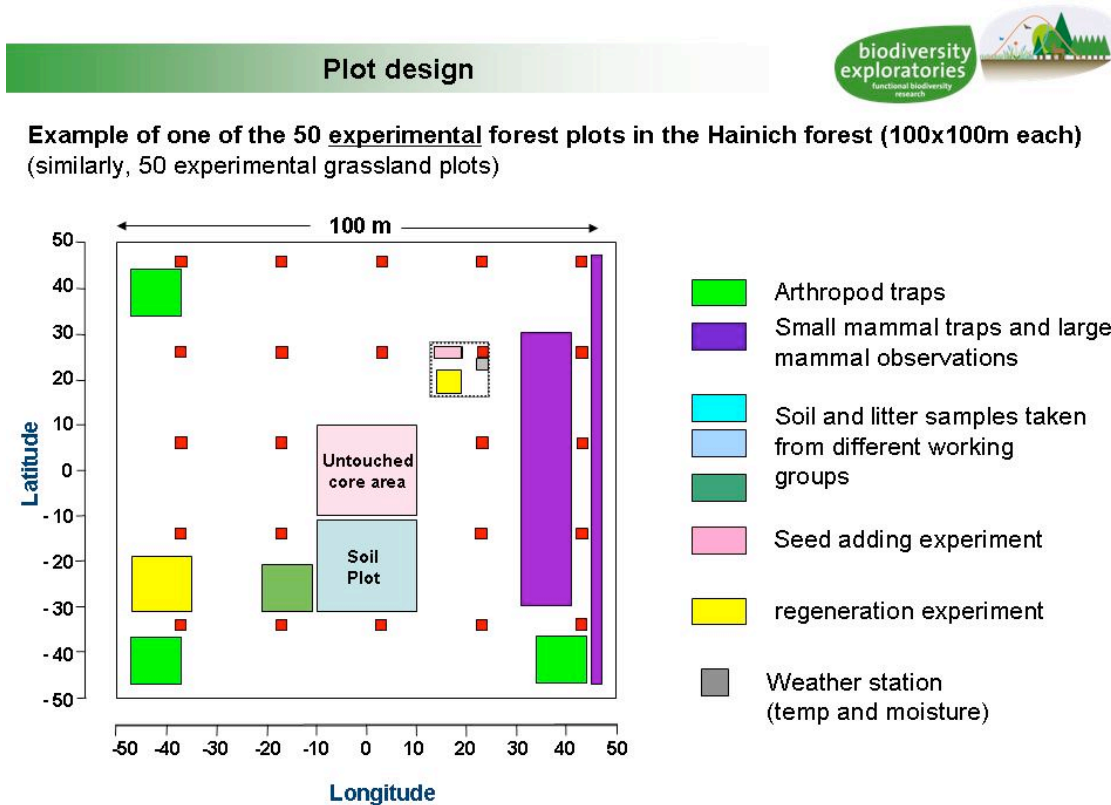 biodiversity
exploratories
functional biodiversity
research
Plot design
Example of one of the 50 experimental forest plots in the Hainich forest (100x100m each)
(similarly, 50 experimental grassland plots)
100 m
50
40
30
20
10
0
-10
-20
-30
-40
-50
Latitude
Untouched
core area
Soil
Plot
-50 -40 -30 -20 -10 0 10 20 30 40 50
Longitude
Arthropod traps
Small mammal traps and large
mammal observations
Soil and litter samples taken
from different working
groups
Seed adding experiment
regeneration experiment
Weather station
(temp and moisture)